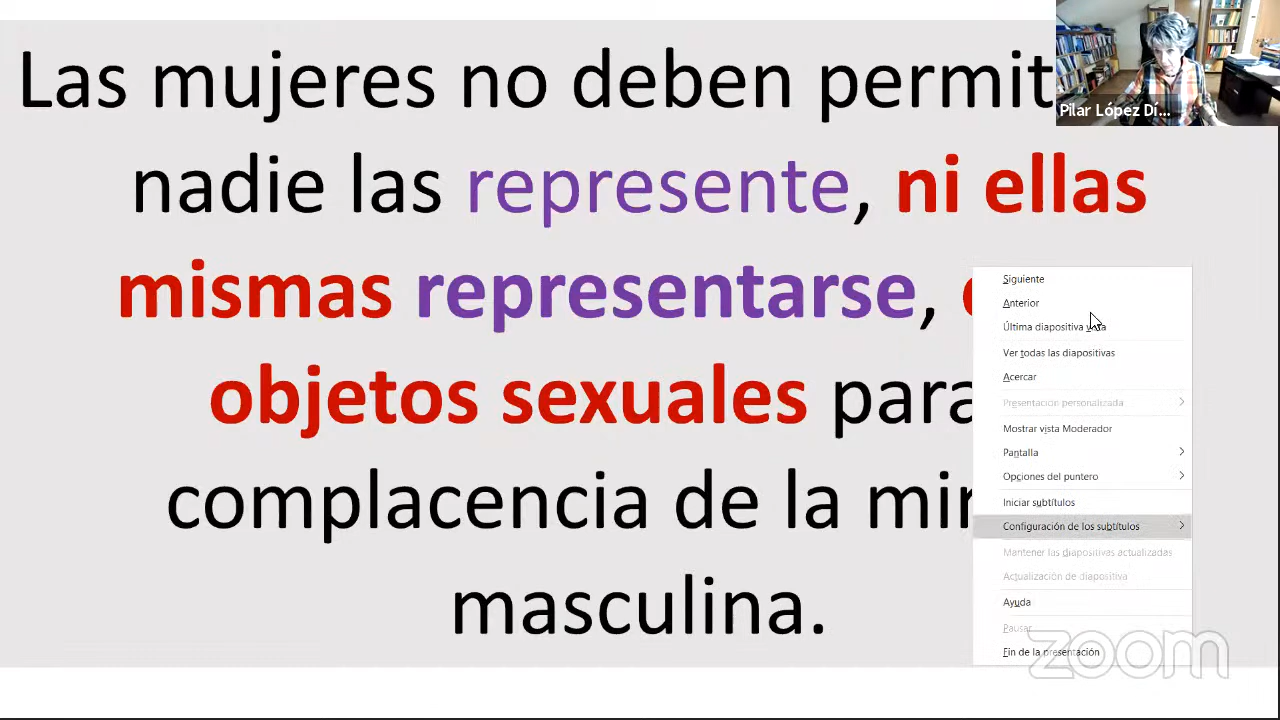 Las mujeres no deben permit
nadie las represente, ni ellas
mismas representarse,
objetos sexuales para
complacencia de la
masculina.
Pilar López Dí...
Siguiente
Anterior
Última diapositiva vista
Ver todas las diapositivas
Acercar
Presentación personalizada
Mostrar vista Moderador
Pantalla
Opciones del puntero
Iniciar subtítulos
Configuración de los subtítulos
Mantener las diapositivas actualizadas
Actualización de diapositiva
Ayuda
Pausar
Fin de la presentación
zoom